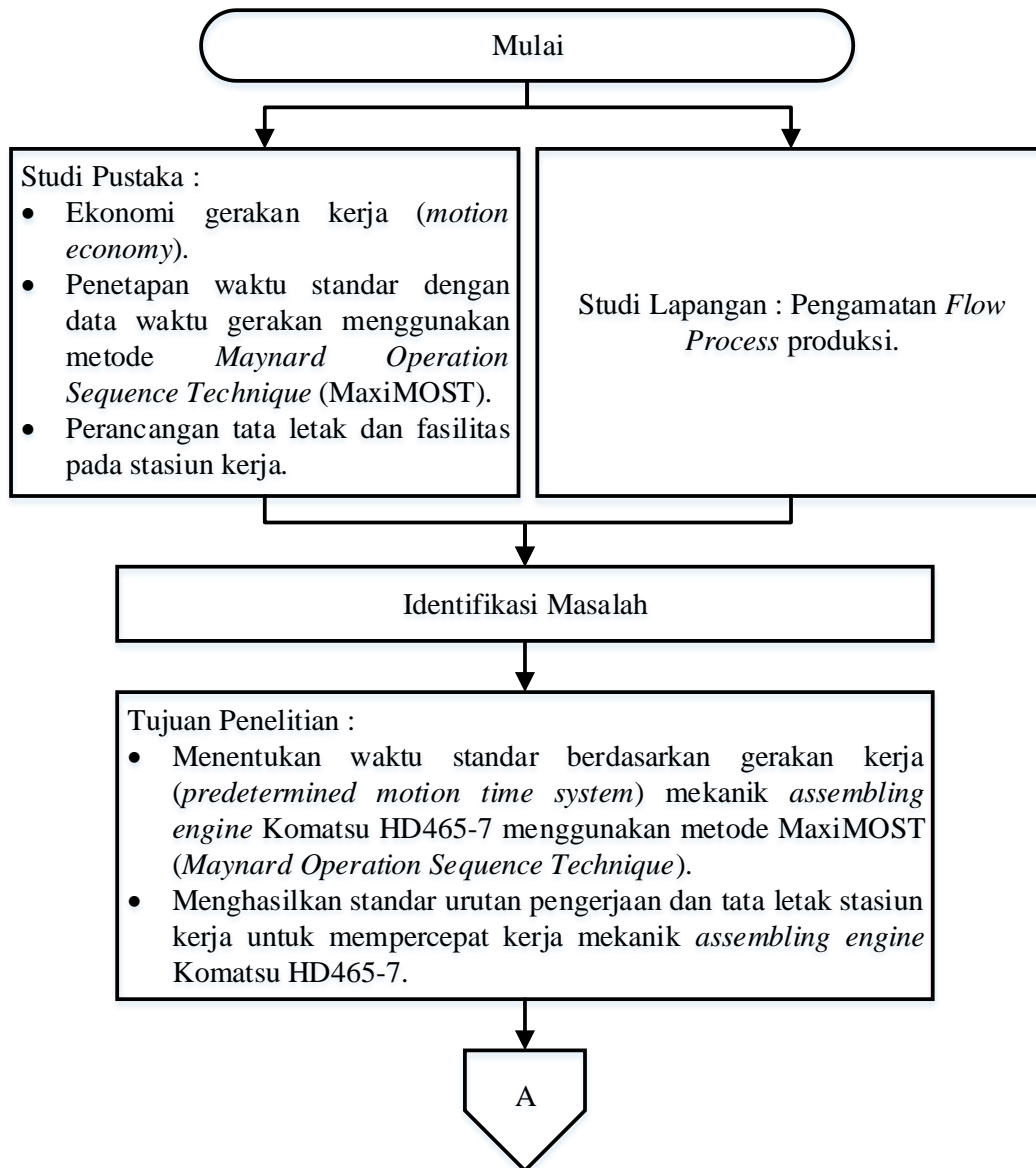 Mulai
Studi Pustaka :
• Ekonomi gerakan kerja (motion
economy).
• Penetapan waktu standar dengan
data waktu gerakan menggunakan
metode Maynard Operation
Sequence Technique (MaxiMOST).
• Perancangan tata letak dan fasilitas
pada stasiun kerja.
Studi Lapangan : Pengamatan Flow
Process produksi.
Identifikasi Masalah
Tujuan Penelitian :
• Menentukan waktu standar berdasarkan gerakan kerja
(predetermined motion time system) mekanik assembling
engine Komatsu HD465-7 menggunakan metode MaxiMOST
(Maynard Operation Sequence Technique).
• Menghasilkan standar urutan pengerjaan dan tata letak stasiun
kerja untuk mempercepat kerja mekanik assembling engine
Komatsu HD465-7.
A